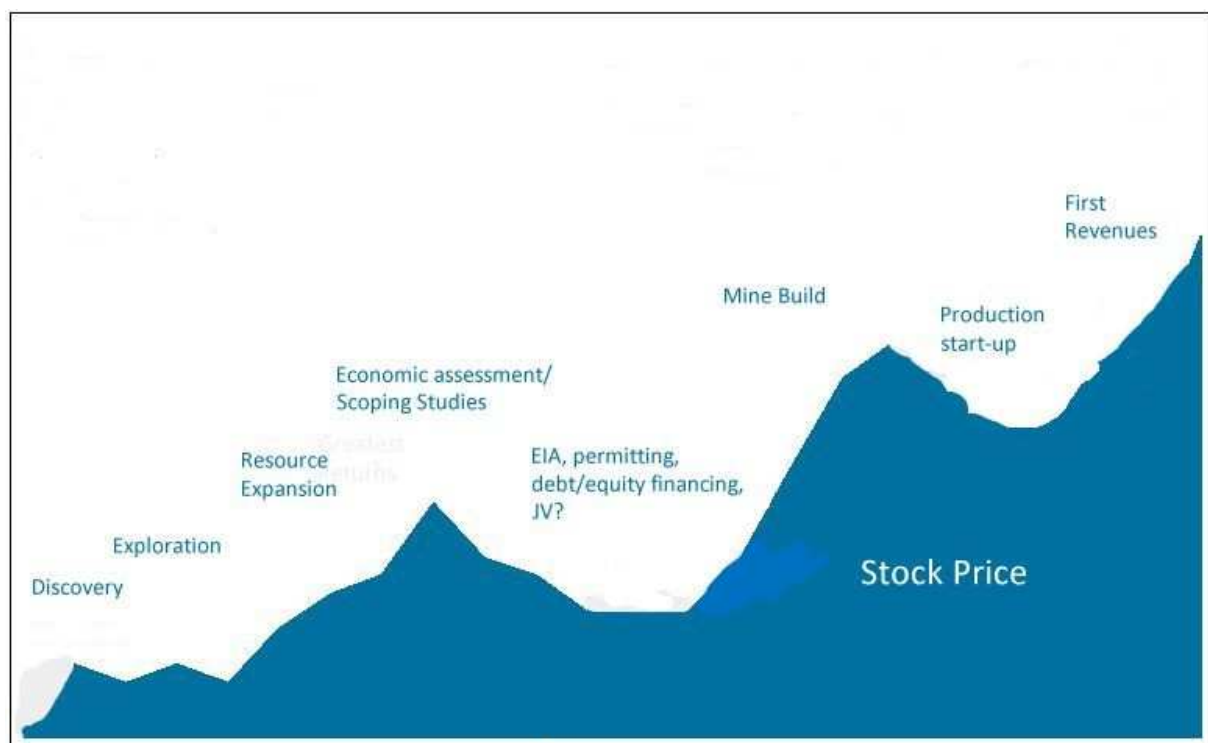 First
Revenues
Mine Build
Production
start-up
Economic assessment/
Scoping Studies
Resource
Expansion
EIA, permitting,
debt/equity financing,
JV?
Exploration
Discovery
Stock Price